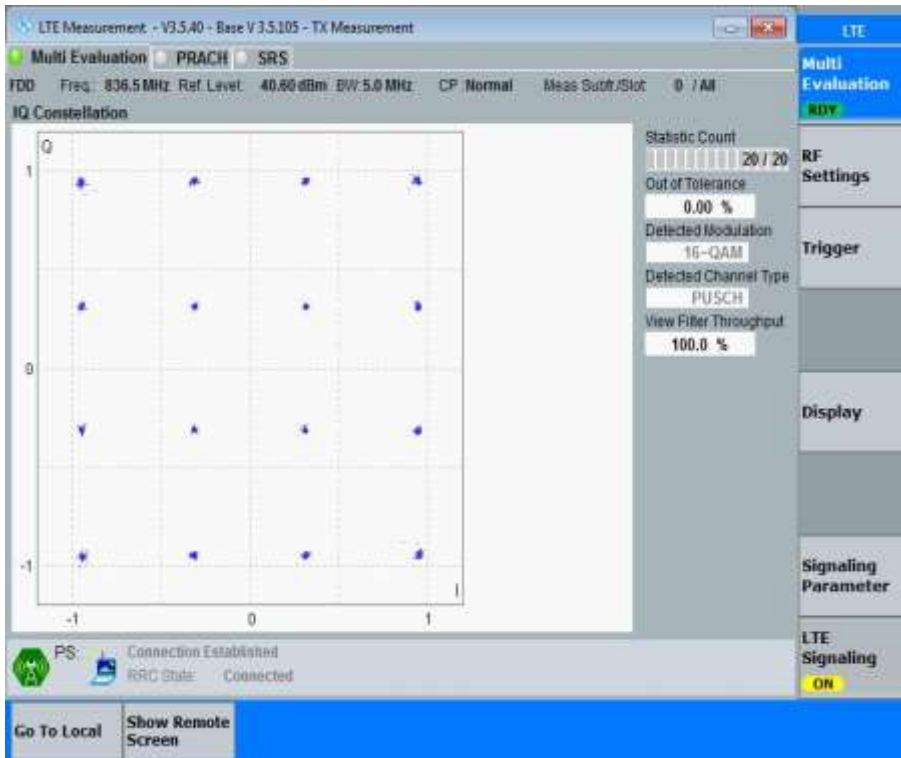 LTE Measurement - V3.5.40 - Base V 3.5.105 - TX Measurement
LTE
Multi Evaluation PRACH SRS
Multi Evaluation
RDY
FDD Freq.: 836.5 MHz Ref. Level: 40.60 dBm BW: 5.0 MHz CP: Normal Meas Subfr./Slot: 0 / All
IQ Constellation
Q
1
0
-1
I
-1 0 1
Statistic Count
20 / 20
Out of Tolerance
0.00 %
Detected Modulation
16-QAM
Detected Channel Type
PUSCH
View Filter Throughput
100.0 %
RF
Settings
Trigger
Display
Signaling
Parameter
LTE
Signaling
ON
PS: Connection Established
RRC State: Connected
Go To Local
Show Remote
Screen